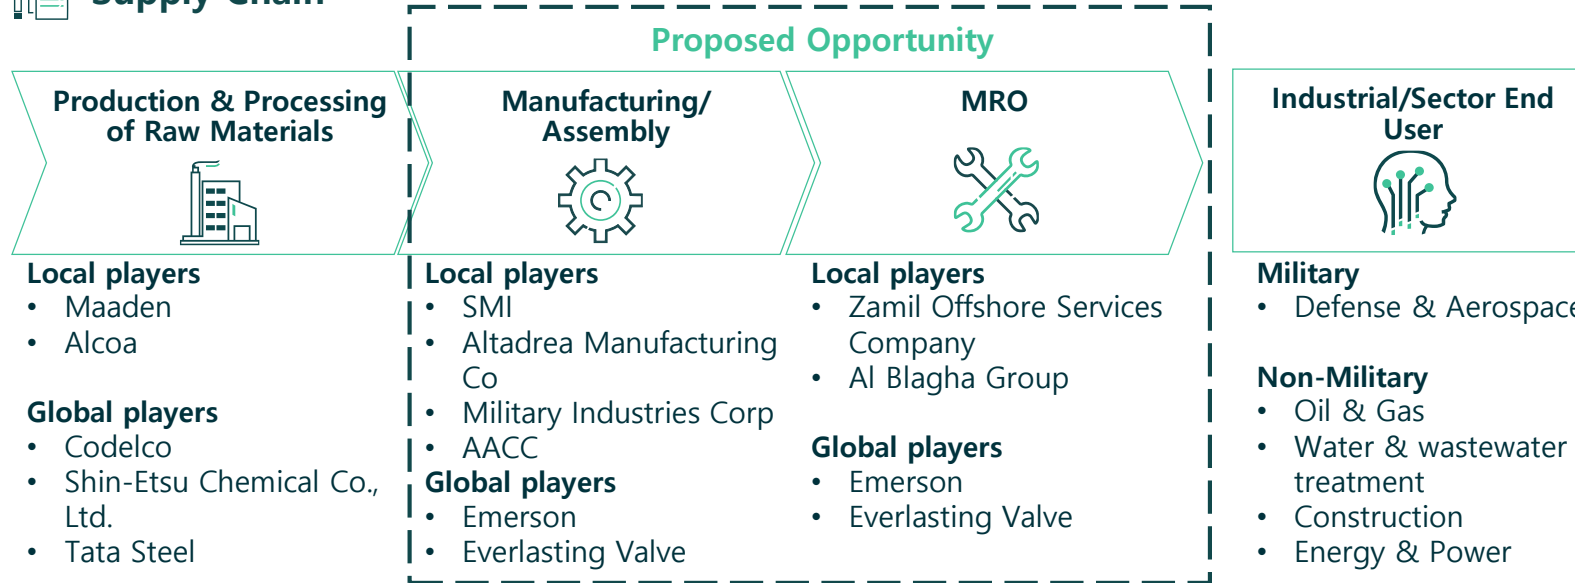 Supply Chain
Proposed Opportunity
Production & Processing
of Raw Materials
Local players
• Maaden
• Alcoa
Global players
• Codelco
• Shin-Etsu Chemical Co.,
Ltd.
• Tata Steel
Manufacturing/
Assembly
Local players
• SMI
• Altadrea Manufacturing
Co
• Military Industries Corp
• AACC
Global players
• Emerson
• Everlasting Valve
MRO
Local players
• Zamil Offshore Services
Company
• Al Blagha Group
Global players
• Emerson
• Everlasting Valve
Industrial/Sector End
User
Military
• Defense & Aerospace
Non-Military
• Oil & Gas
• Water & wastewater
treatment
• Construction
• Energy & Power